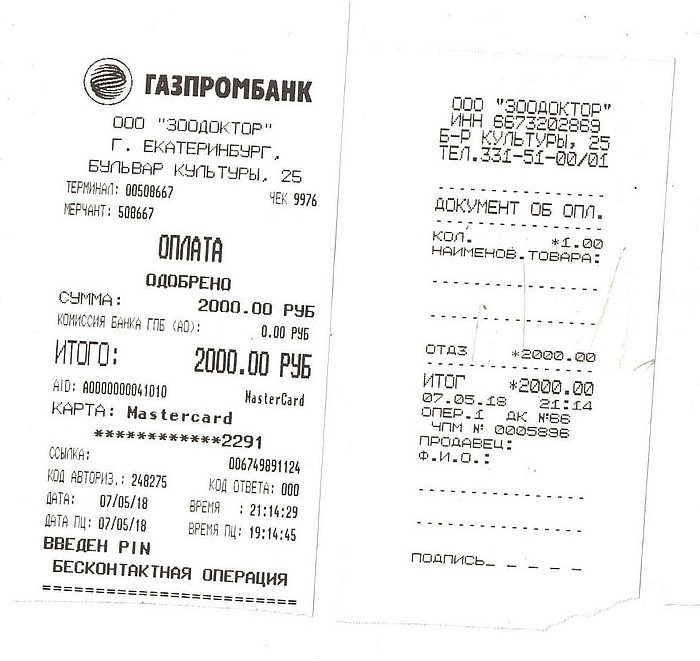 ГАЗПРОМБАНК
ООО "ЗООДОКТОР"
Г. ЕКАТЕРИНБУРГ,
БУЛЬВАР КУЛЬТУРЫ, 25
ТЕРМИНАЛ: 00508667 ЧЕК 9976
МЕРЧАНТ: 508667
ОПЛАТА
ОДОБРЕНО
СУММА: 2000.00 РУБ
КОМИССИЯ БАНКА ГПБ (АО): 0.00 РУБ
ИТОГО: 2000.00 РУБ
AID: A0000000041010 MasterCard
КАРТА: Mastercard
************2291
ССЫЛКА: 006749891124
КОД АВТОРИЗ.: 248275 КОД ОТВЕТА: 000
ДАТА: 07/05/18 ВРЕМЯ : 21:14:29
ДАТА ПЦ: 07/05/18 ВРЕМЯ ПЦ: 19:14:45
ВВЕДЕН PIN
БЕСКОНТАКТНАЯ ОПЕРАЦИЯ
ООО "ЗООДОКТОР"
ИНН 6673202869
Б-Р КУЛЬТУРЫ, 25
ТЕЛ.331-51-00/01
ДОКУМЕНТ ОБ ОПЛ.
КОЛ. *1.00
НАИМЕНОВ.ТОВАРА:
ОТДЗ *2000.00
ИТОГ *2000.00
07.05.18 21:14
ОПЕР.1 ДК №66
ЧПМ № 0005896
ПРОДАВЕЦ:
Ф.И.О.:
ПОДПИСЬ_ _ _ _ _